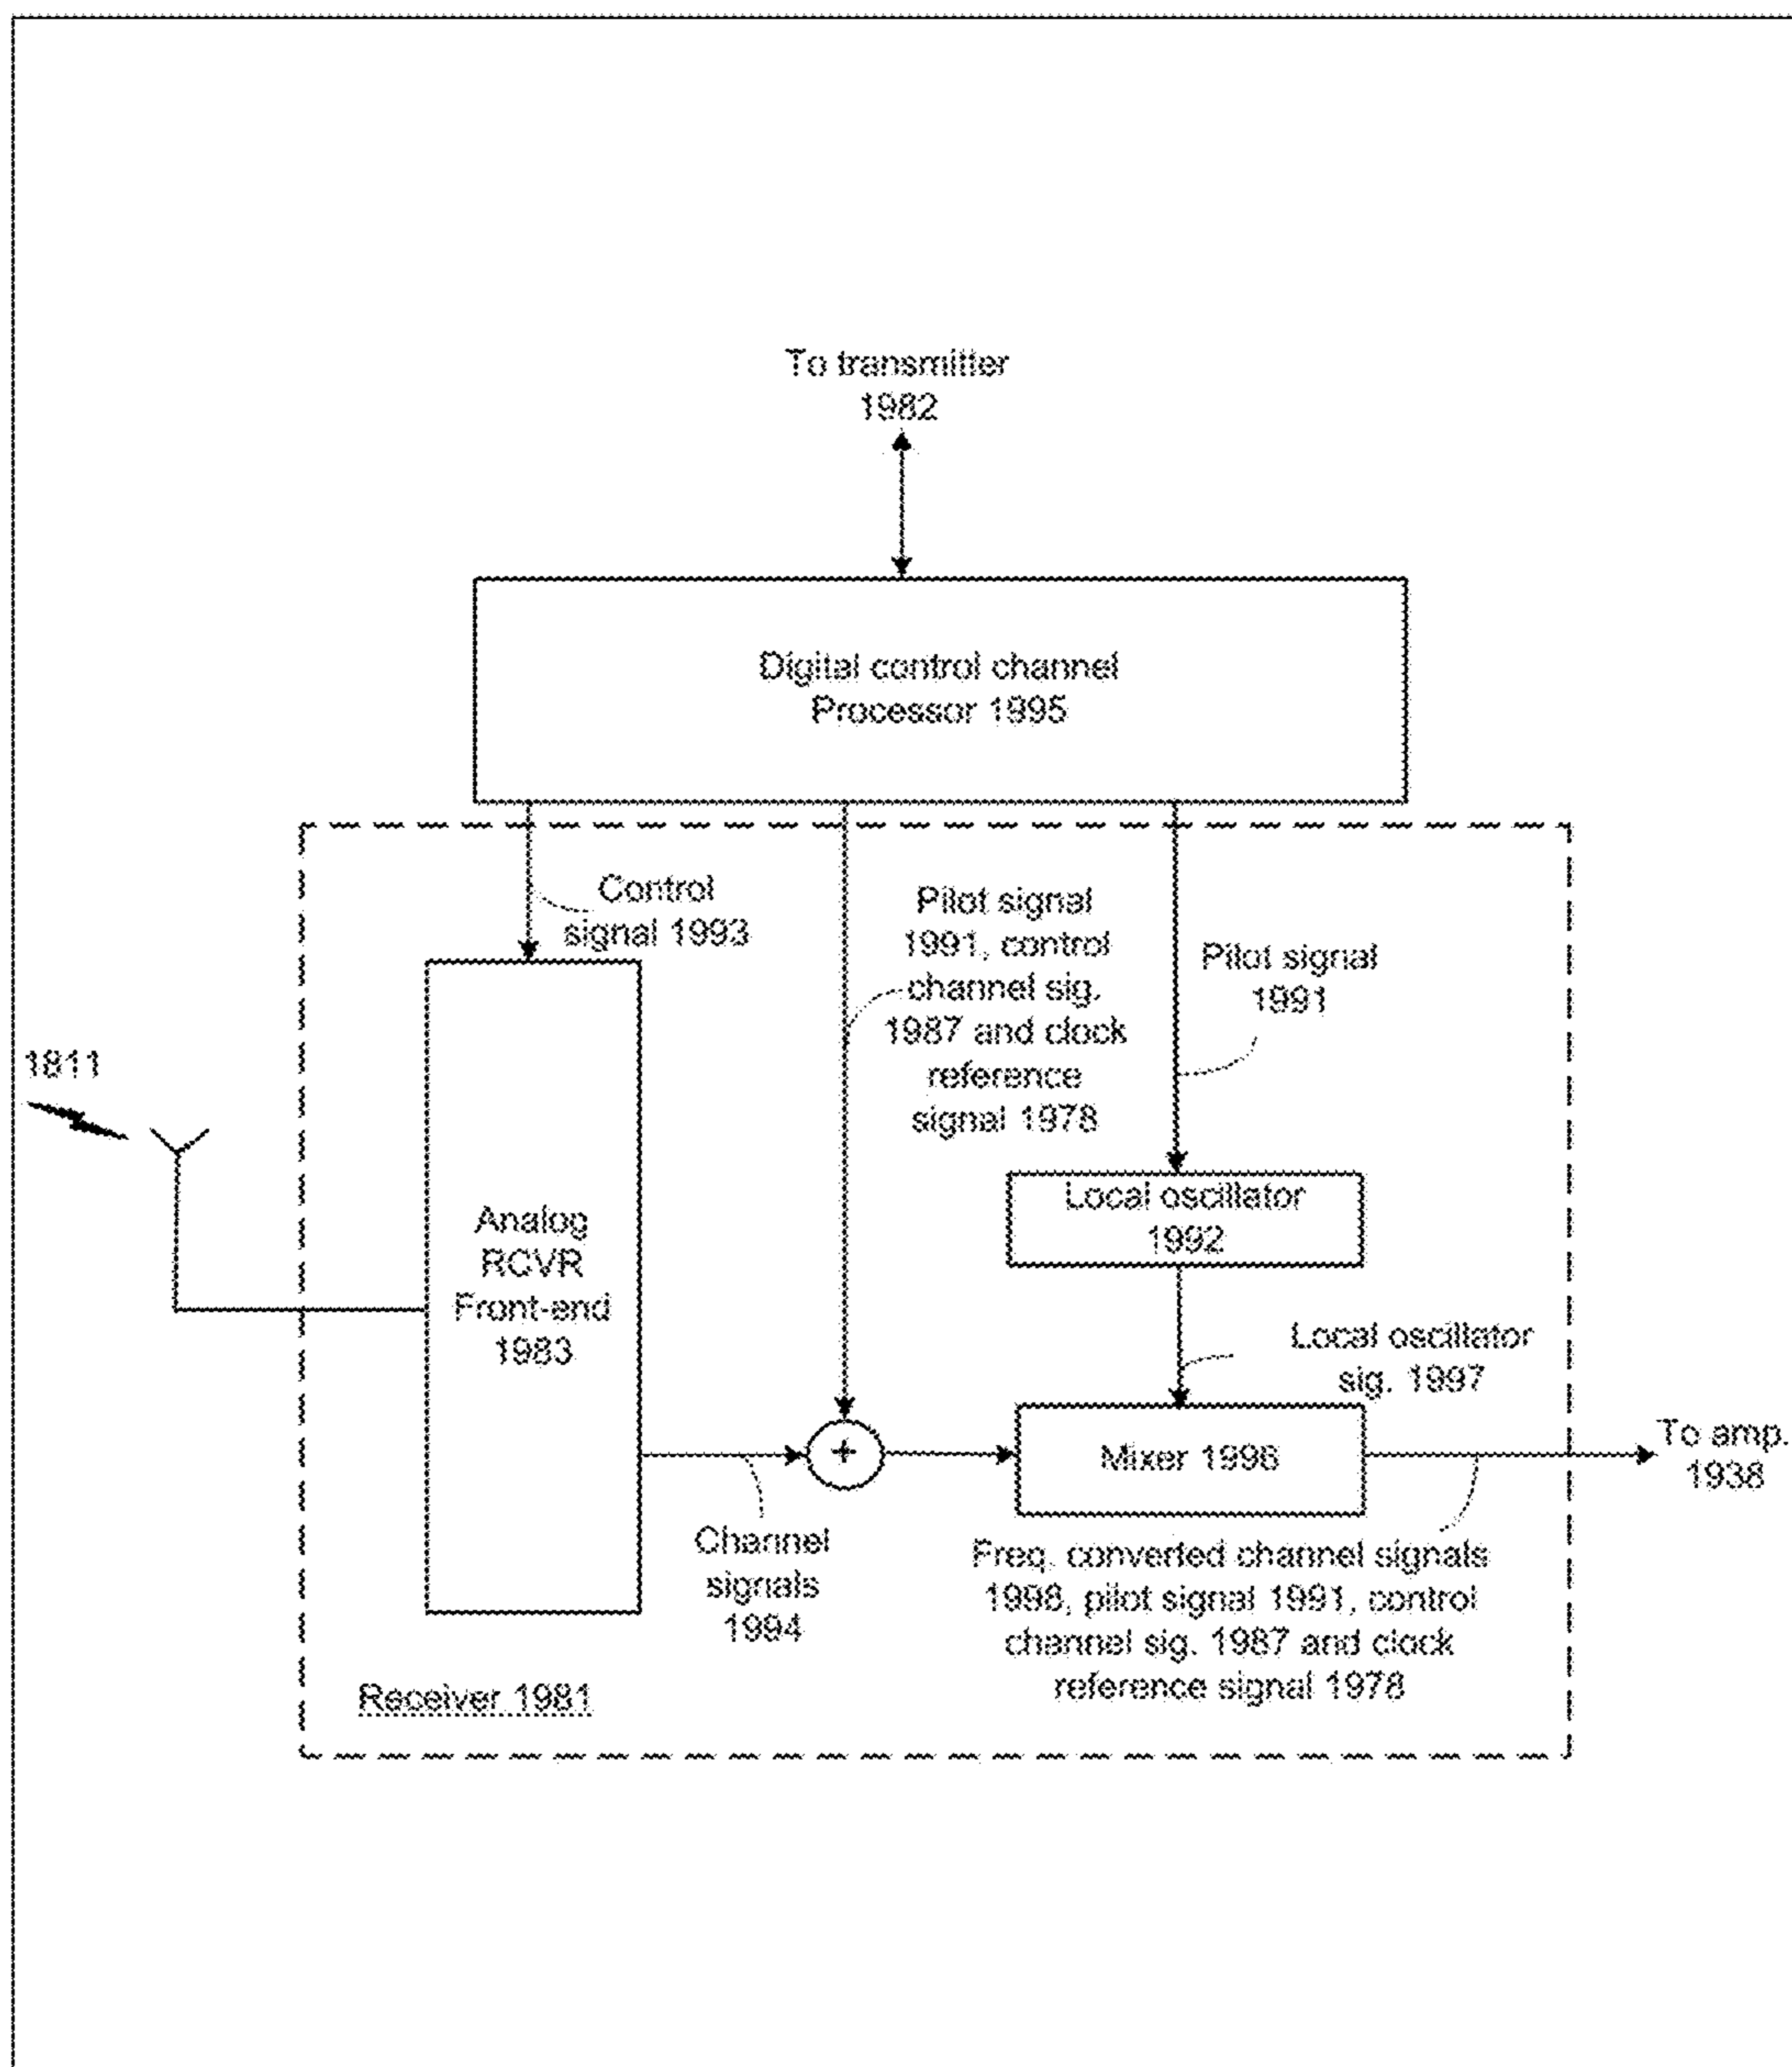 To transmitter
1982
Digital control channel
Processor 1995
Control
signal 1993
Pilot signal
1991, control
channel sig.
1987 and clock
reference
signal 1978
Pilot signal
1991
1811
Local oscillator
1992
Analog
RCVR
Front-end
1983
Local oscillator
sig. 1997
+
Mixer 1996
To amp.
1938
Channel
signals
1994
Freq. converted channel signals
1998, pilot signal 1991, control
channel sig. 1987 and clock
reference signal 1978
Receiver 1981